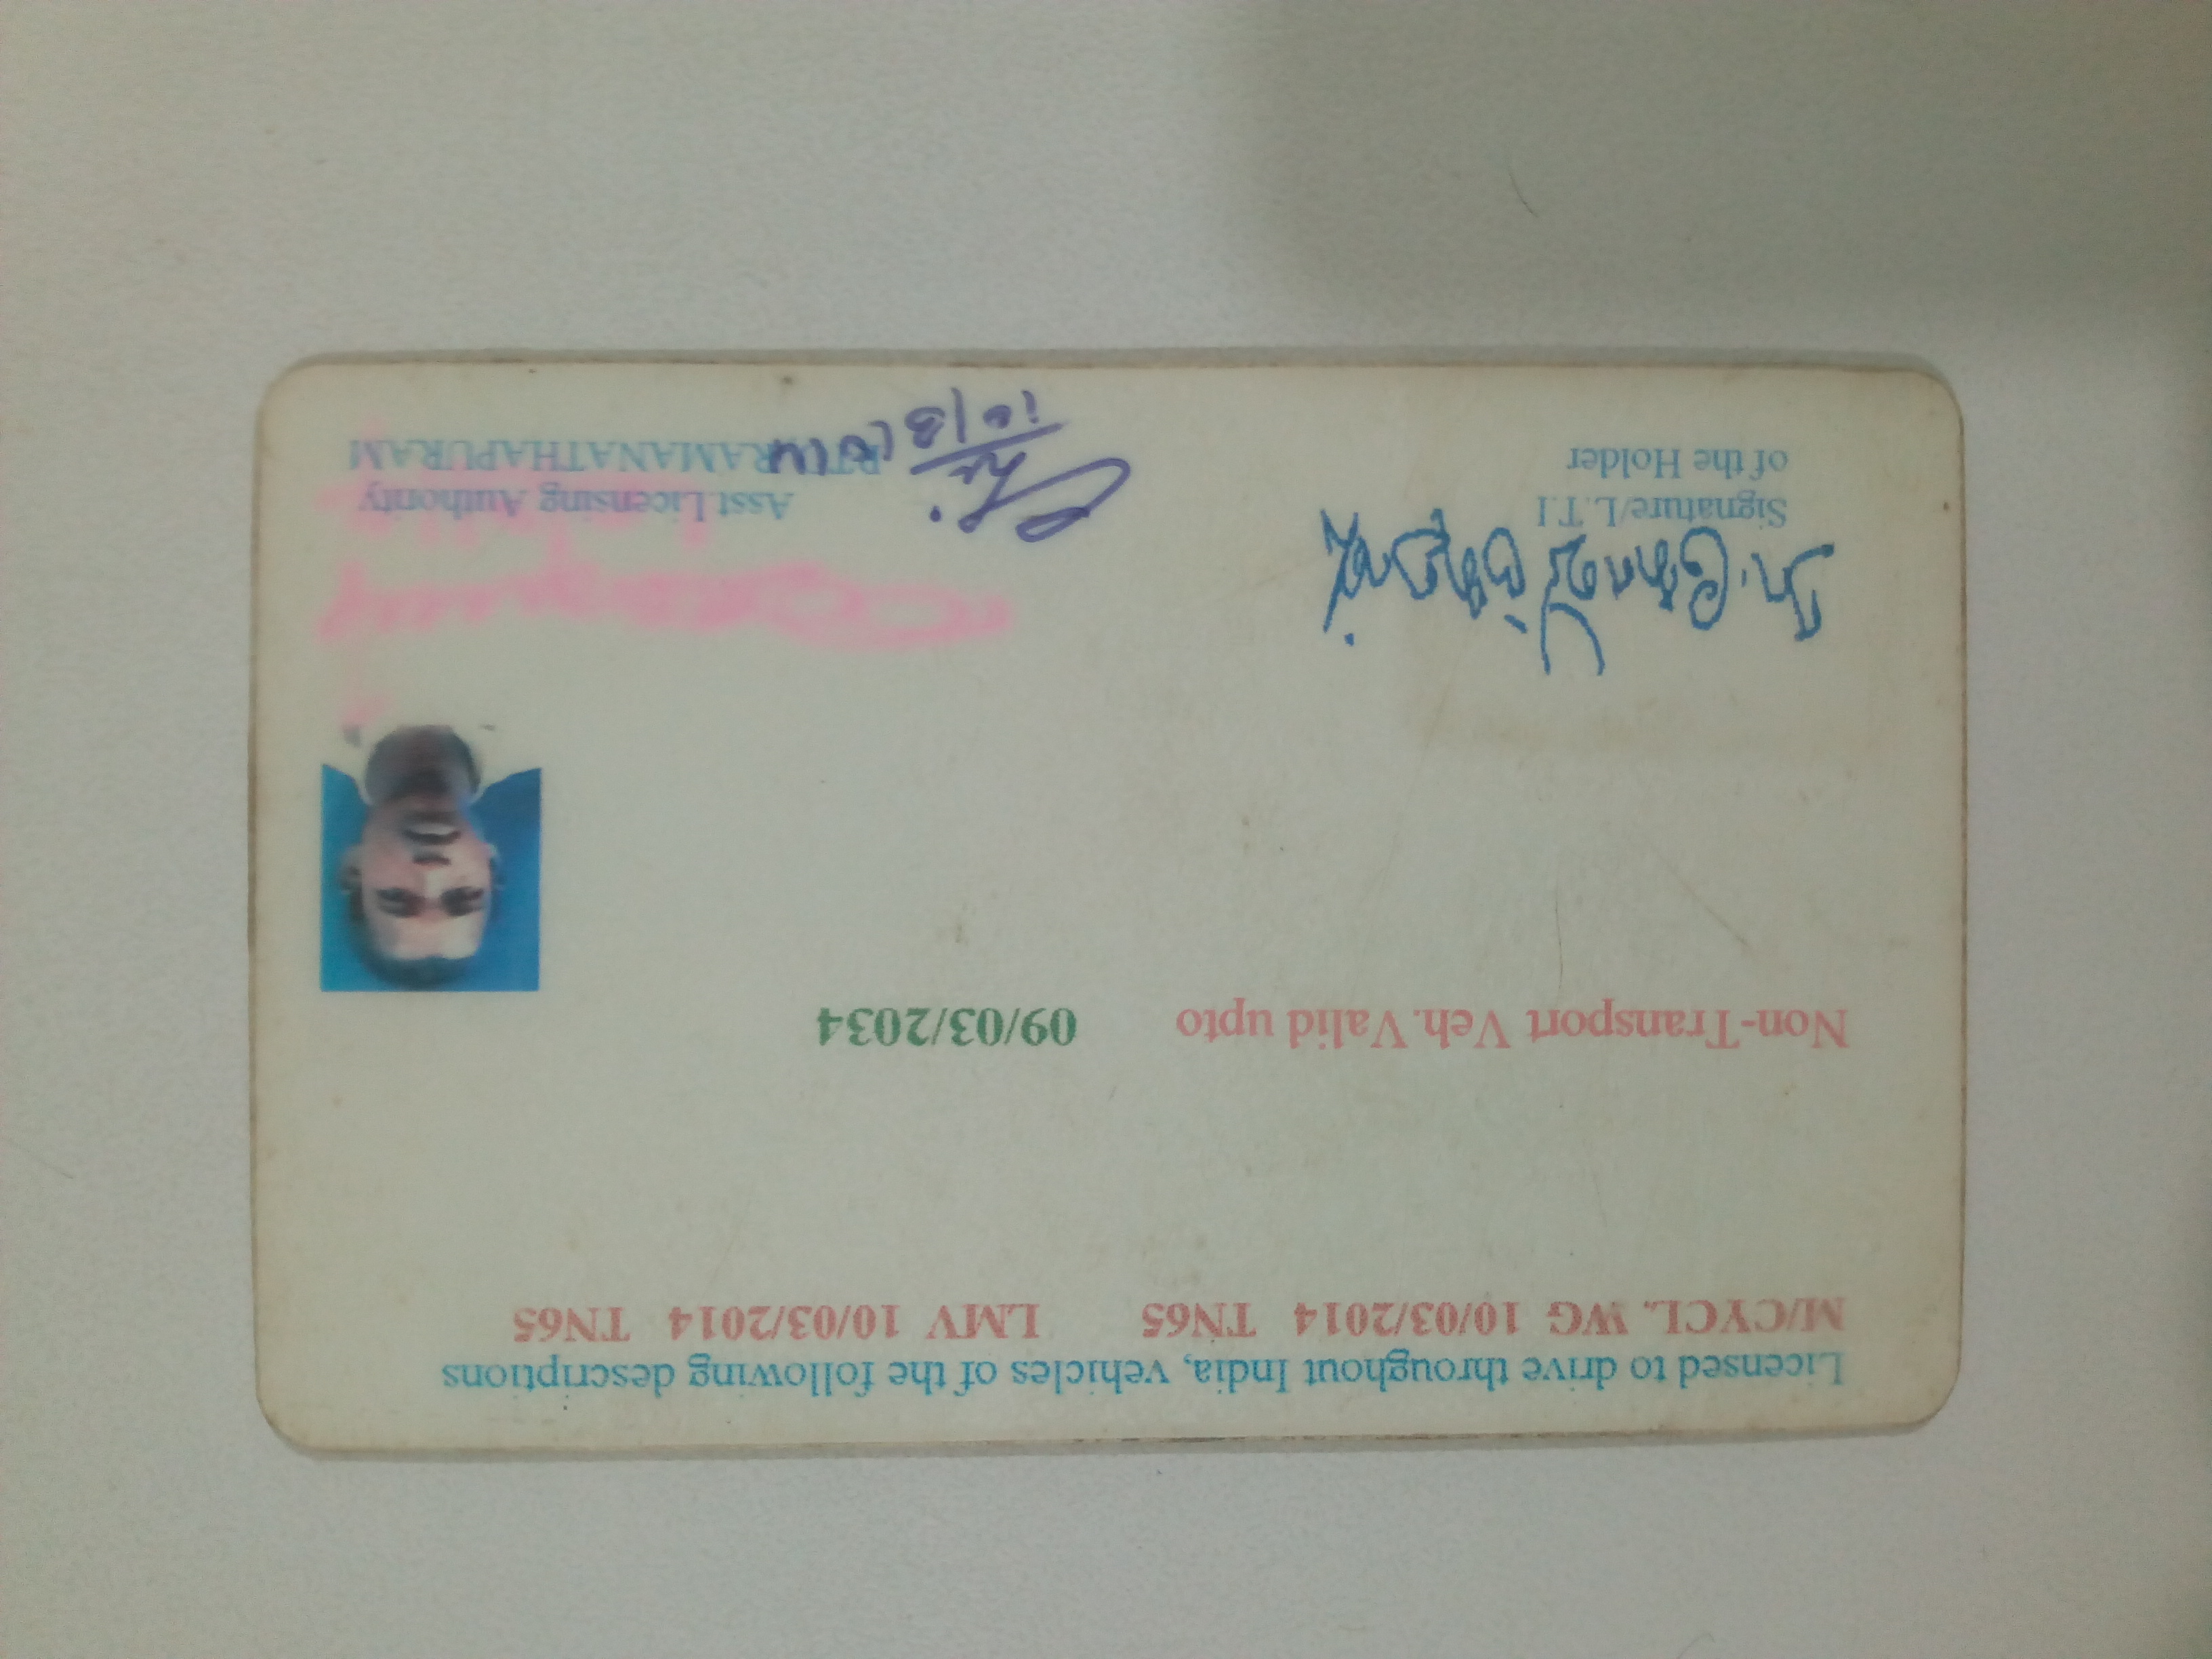 Licensed to drive throughout India, vehicles of the following descriptions
M/CYCL. WG 10/03/2014 TN65 LMV 10/03/2014 TN65
Non-Transport Veh. Valid upto 09/03/2034
Signature/L.T.I
of the Holder
Asst.Licensing Authority
RAMANATHAPURAM